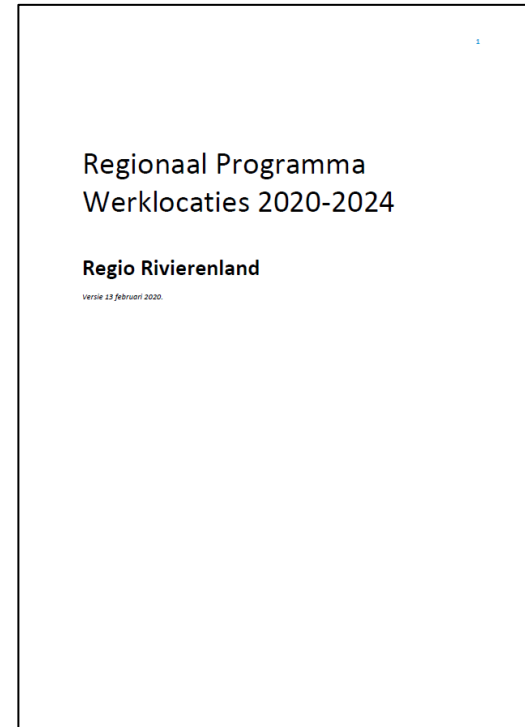 1
Regionaal Programma
Werklocaties 2020-2024
Regio Rivierenland
Versie 13 februari 2020.